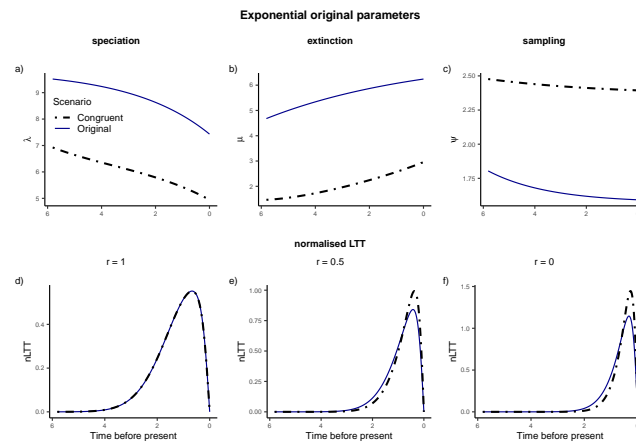 Exponential original parameters
speciation
extinction
sampling
a)
b)
c)
9
8
7
6
5
λ
Scenario
Congruent
Original
6
4
2
0
6
5
4
3
2
μ
6
4
2
0
2.50
2.25
2.00
1.75
ψ
6
4
2
0
normalised LTT
r = 1
r = 0.5
r = 0
d)
e)
f)
0.4
0.2
0.0
nLTT
6
4
2
0
Time before present
1.00
0.75
0.50
0.25
0.00
nLTT
6
4
2
0
Time before present
1.5
1.0
0.5
0.0
nLTT
6
4
2
0
Time before present